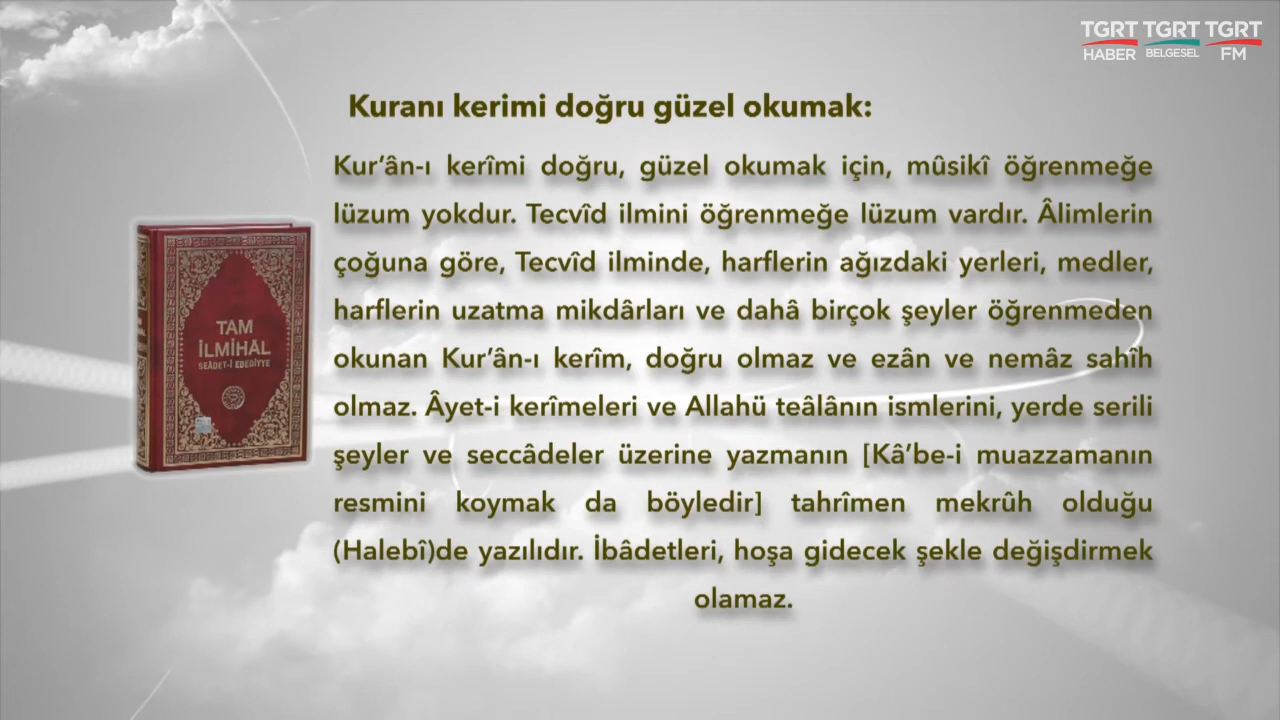 TGRT TGRT TGRT
HABER BELGESEL FM
Kuranı kerimi doğru güzel okumak:
Kur’ân-ı kerîmi doğru, güzel okumak için, mûsikî öğrenmeğe
lüzum yokdur. Tecvîd ilmini öğrenmeğe lüzum vardır. Âlimlerin
çoğuna göre, Tecvîd ilminde, harflerin ağızdaki yerleri, medler,
harflerin uzatma mikdârları ve dahâ birçok şeyler öğrenmeden
okunan Kur’ân-ı kerîm, doğru olmaz ve ezân ve nemâz sahîh
olmaz. Âyet-i kerîmeleri ve Allahü teâlânın ismlerini, yerde serili
şeyler ve seccâdeler üzerine yazmanın [Kâ’be-i muazzamanın
resmini koymak da böyledir] tahrîmen mekrûh olduğu
(Halebî)de yazılıdır. İbâdetleri, hoşa gidecek şekle değişdirmek
olamaz.
TAM
İLMİHÂL
SEÂDET-İ EBEDİYYE